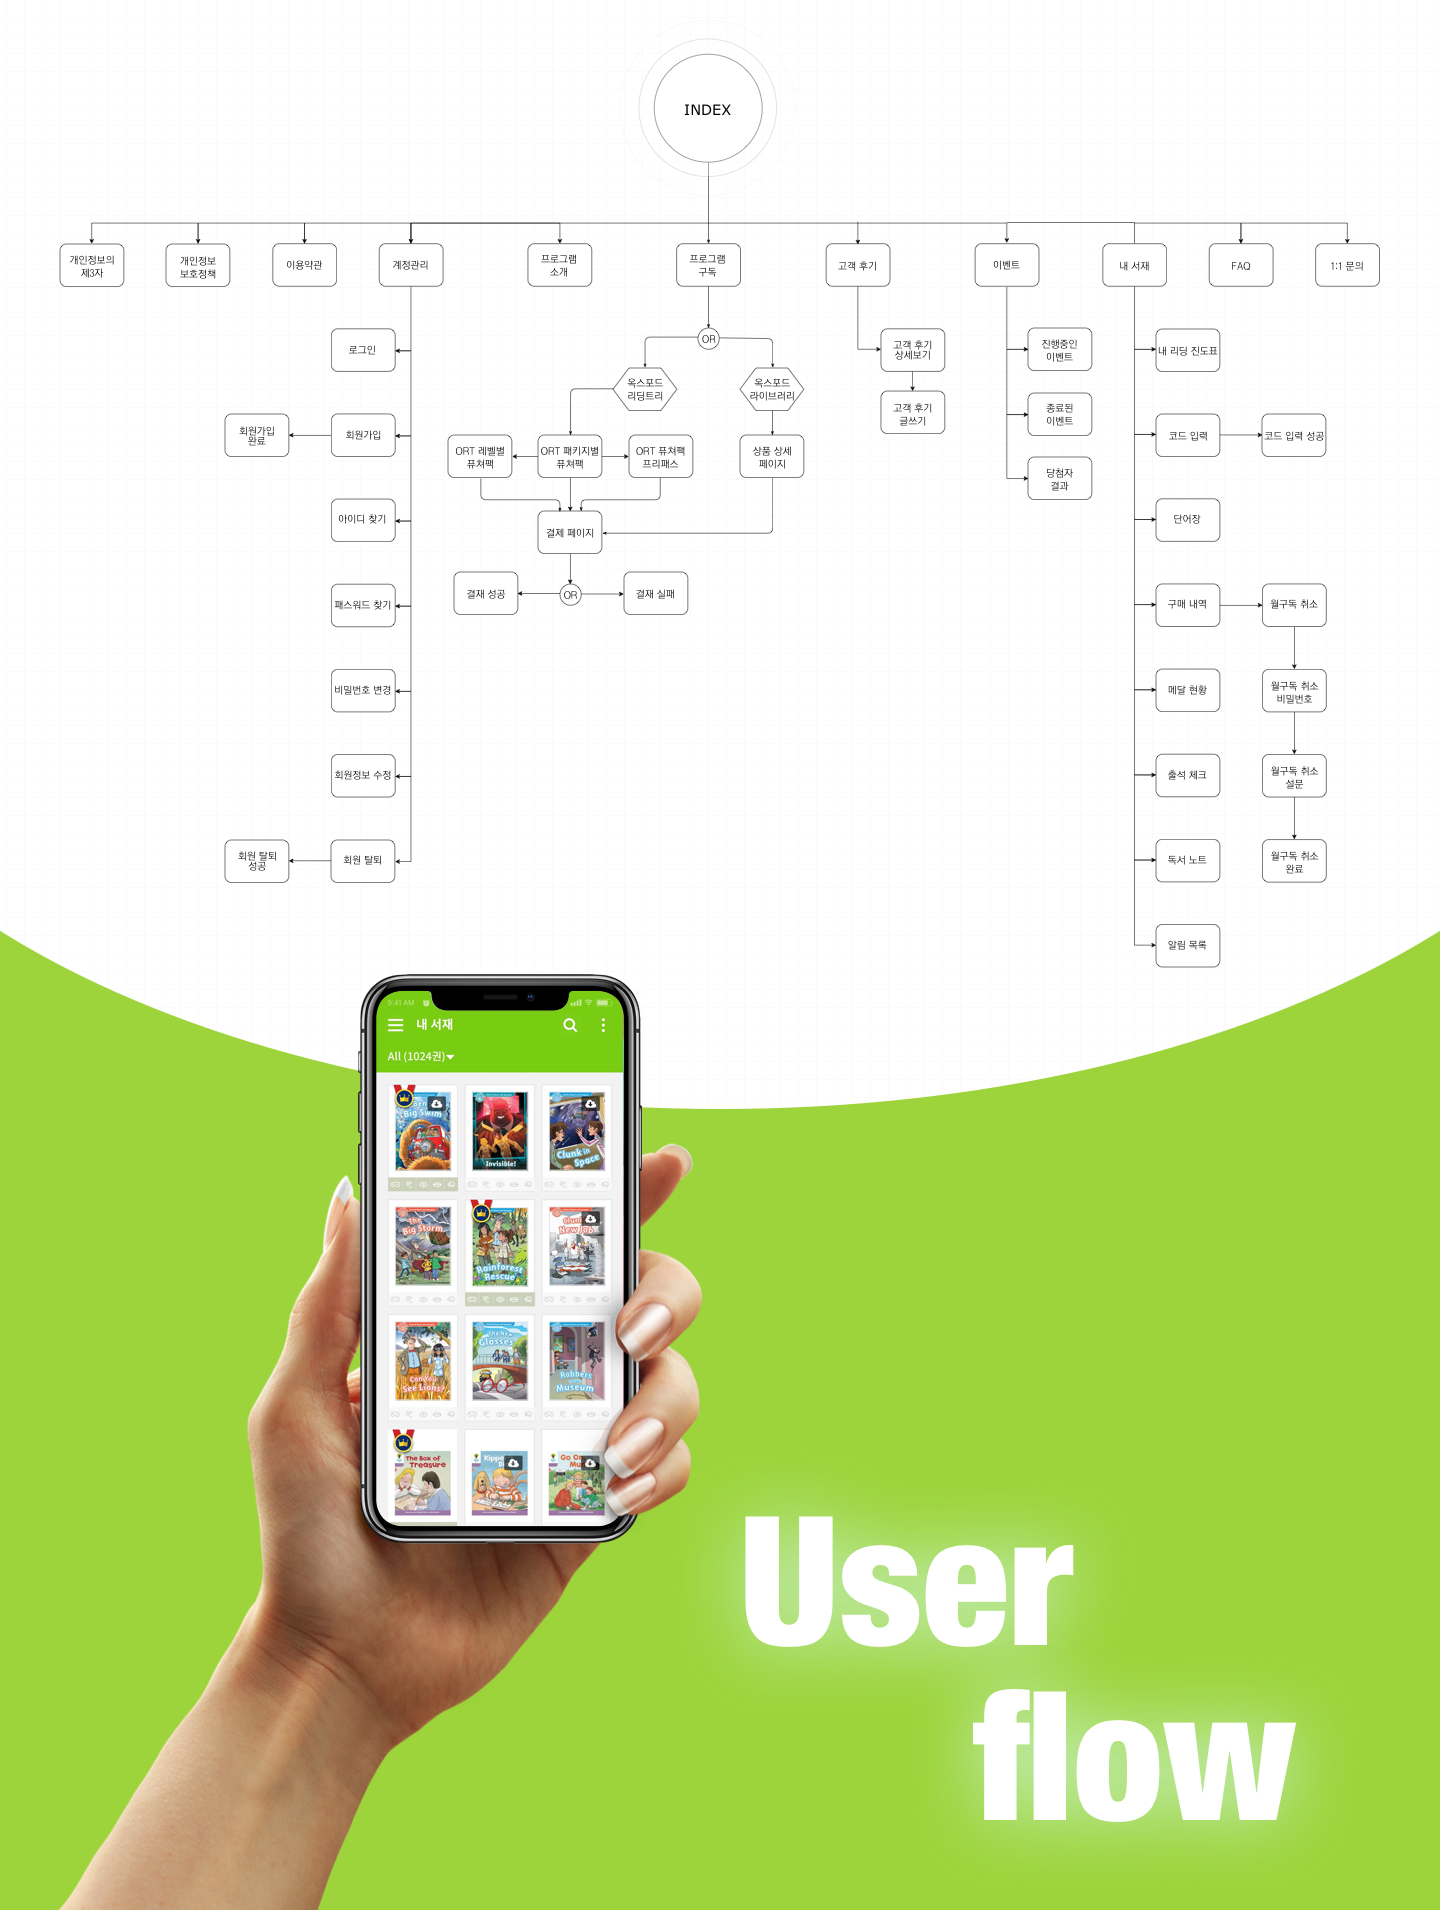 INDEX
개인정보의
제3자
개인정보
보호정책
이용약관
계정관리
프로그램
소개
프로그램
구독
고객 후기
이벤트
내 서재
FAQ
1:1 문의
로그인
회원가입
회원가입
완료
아이디 찾기
패스워드 찾기
비밀번호 변경
회원정보 수정
회원 탈퇴
회원 탈퇴
성공
OR
옥스포드
리딩트리
옥스포드
라이브러리
ORT 레벨별
퓨쳐팩
ORT 패키지별
퓨쳐팩
ORT 퓨쳐팩
프리패스
상품 상세
페이지
결제 페이지
결재 성공
OR
결재 실패
고객 후기
상세보기
고객 후기
글쓰기
진행중인
이벤트
종료된
이벤트
당첨자
결과
내 리딩 진도표
코드 입력
코드 입력 성공
단어장
구매 내역
월구독 취소
메달 현황
월구독 취소
비밀번호
출석 체크
월구독 취소
설문
독서 노트
월구독 취소
완료
알림 목록
9:41 AM
내 서재
All (1024권)
Big Swim
Invisible!
Clunk in
Space
The
Big Storm
Rainforest
Rescue
New Job
Can You
See Lions?
The New
Glasses
Robbers
Museum
The Box of
Treasure
User
flow